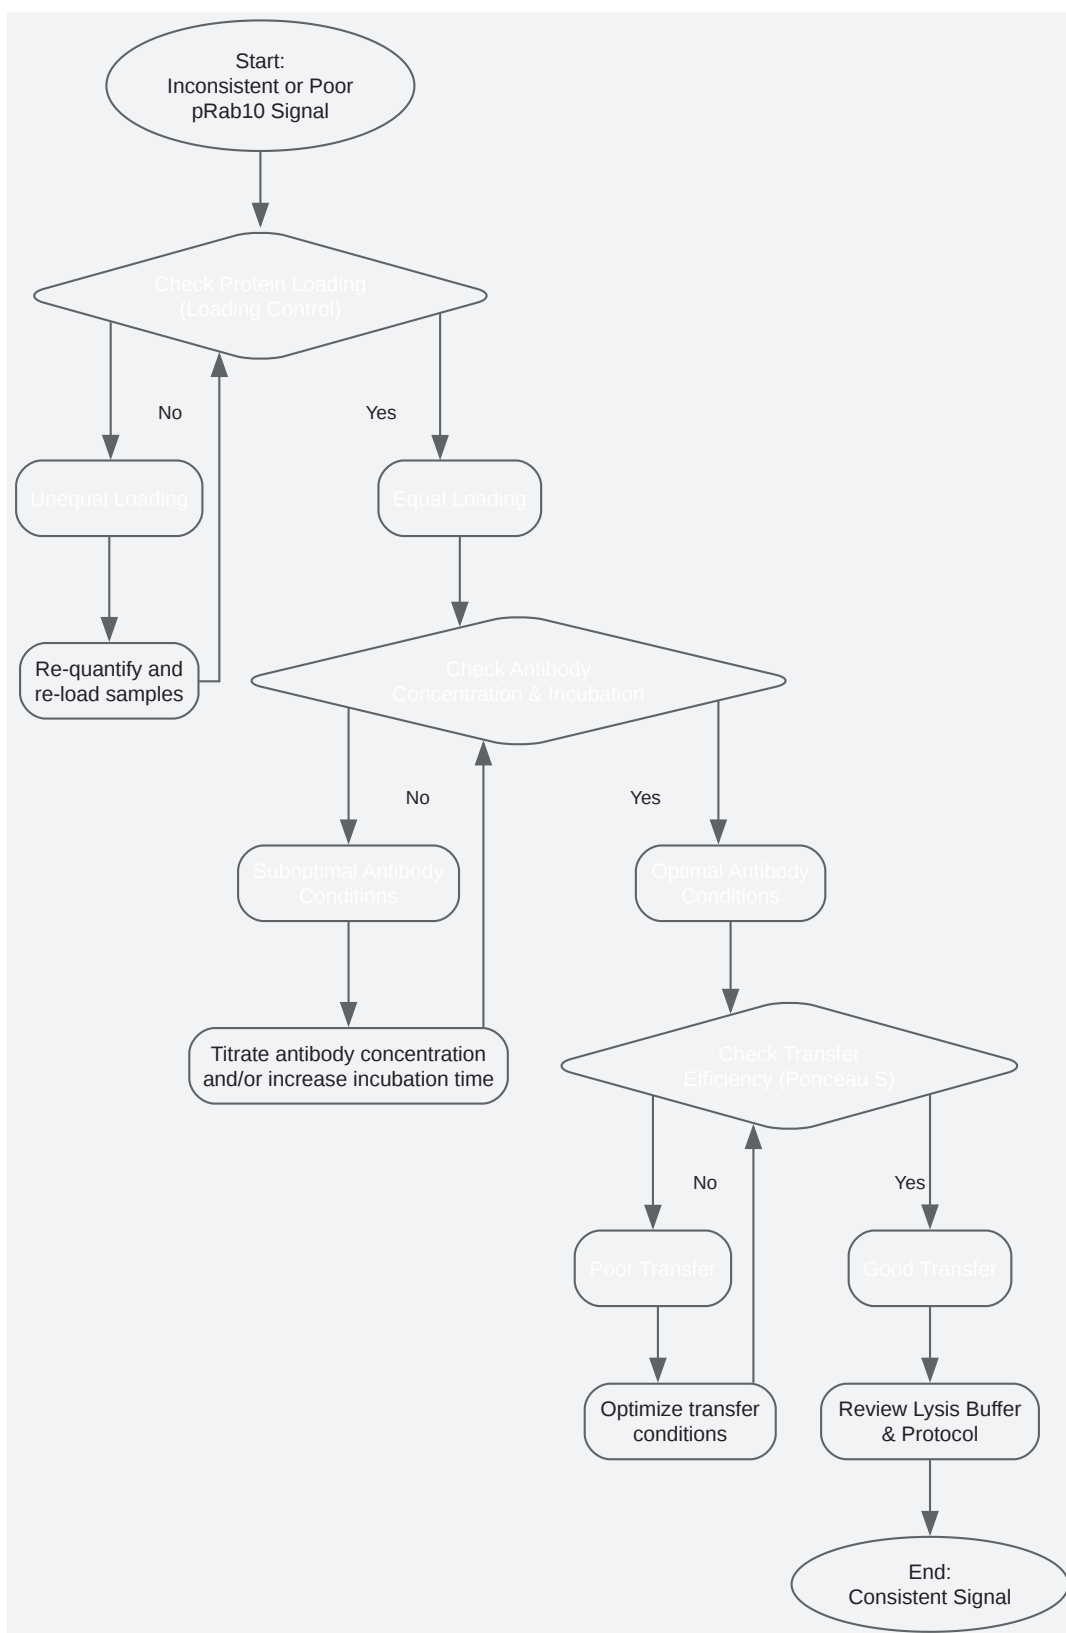 Start:
Inconsistent or Poor
pRab10 Signal
Check Protein Loading
(Loading Control)
No
Yes
Unequal Loading
Equal Loading
Re-quantify and
re-load samples
Check Antibody
Concentration & Incubation
No
Yes
Suboptimal Antibody
Conditions
Optimal Antibody
Conditions
Titrate antibody concentration
and/or increase incubation time
Check Transfer
Efficiency (Ponceau S)
No
Yes
Poor Transfer
Good Transfer
Optimize transfer
conditions
Review Lysis Buffer
& Protocol
End:
Consistent Signal